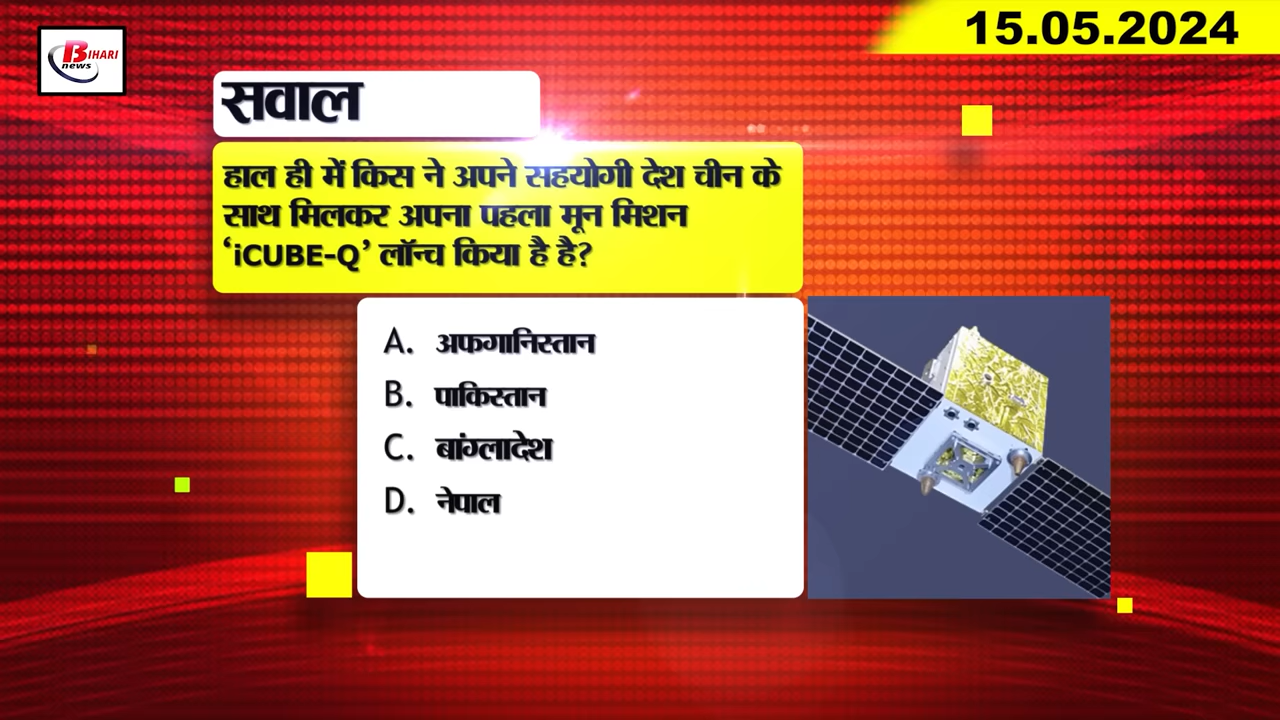 BIHARI
news
15.05.2024
सवाल
हाल ही में किस ने अपने सहयोगी देश चीन के
साथ मिलकर अपना पहला मून मिशन
‘iCUBE-Q’ लॉन्च किया है है?
A. अफगानिस्तान
B. पाकिस्तान
C. बांग्लादेश
D. नेपाल